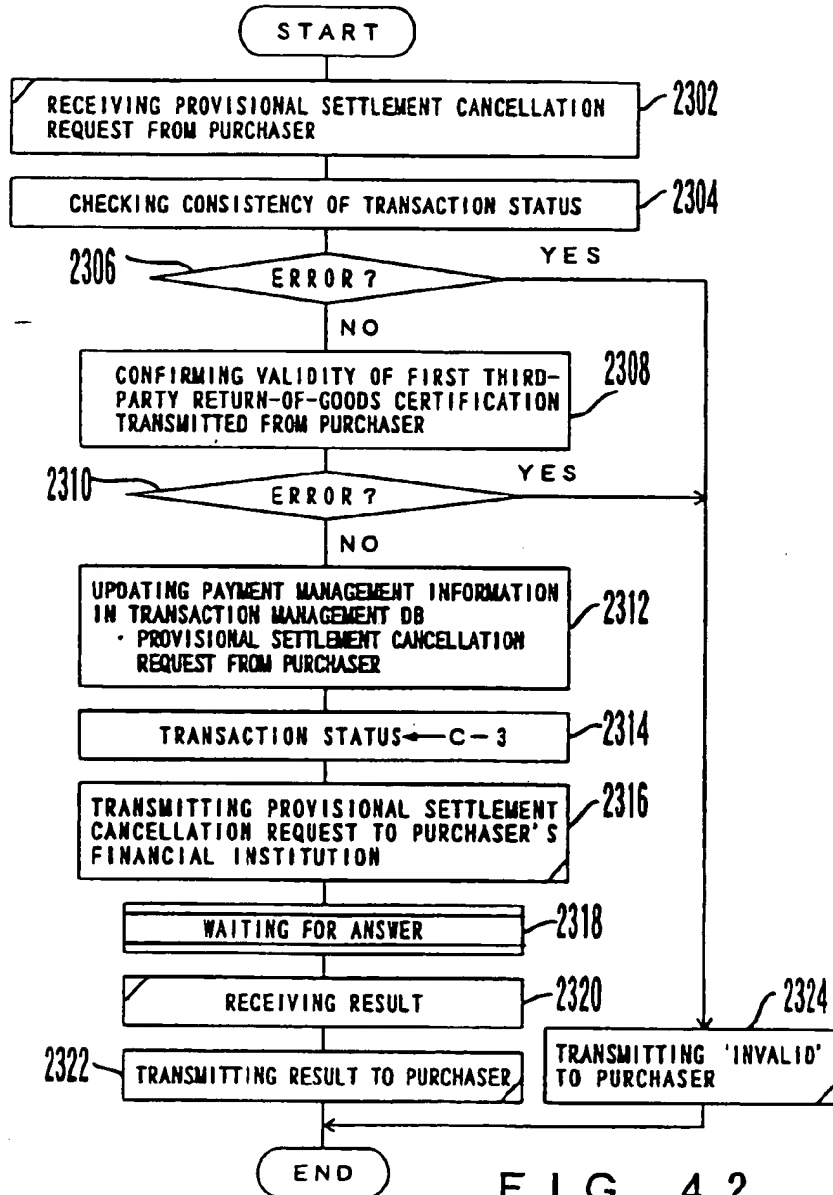 START
RECEIVING PROVISIONAL SETTLEMENT CANCELLATION
REQUEST FROM PURCHASER
2302
CHECKING CONSISTENCY OF TRANSACTION STATUS
2304
2306
ERROR?
YES
NO
CONFIRMING VALIDITY OF FIRST THIRD-
PARTY RETURN-OF-GOODS CERTIFICATION
TRANSMITTED FROM PURCHASER
2308
2310
ERROR?
YES
NO
UPDATING PAYMENT MANAGEMENT INFORMATION
IN TRANSACTION MANAGEMENT DB
· PROVISIONAL SETTLEMENT CANCELLATION
REQUEST FROM PURCHASER
2312
TRANSACTION STATUS←C-3
2314
TRANSMITTING PROVISIONAL SETTLEMENT
CANCELLATION REQUEST TO PURCHASER'S
FINANCIAL INSTITUTION
2316
WAITING FOR ANSWER
2318
RECEIVING RESULT
2320
2322
TRANSMITTING RESULT TO PURCHASER
2324
TRANSMITTING 'INVALID'
TO PURCHASER
END
FIG. 42